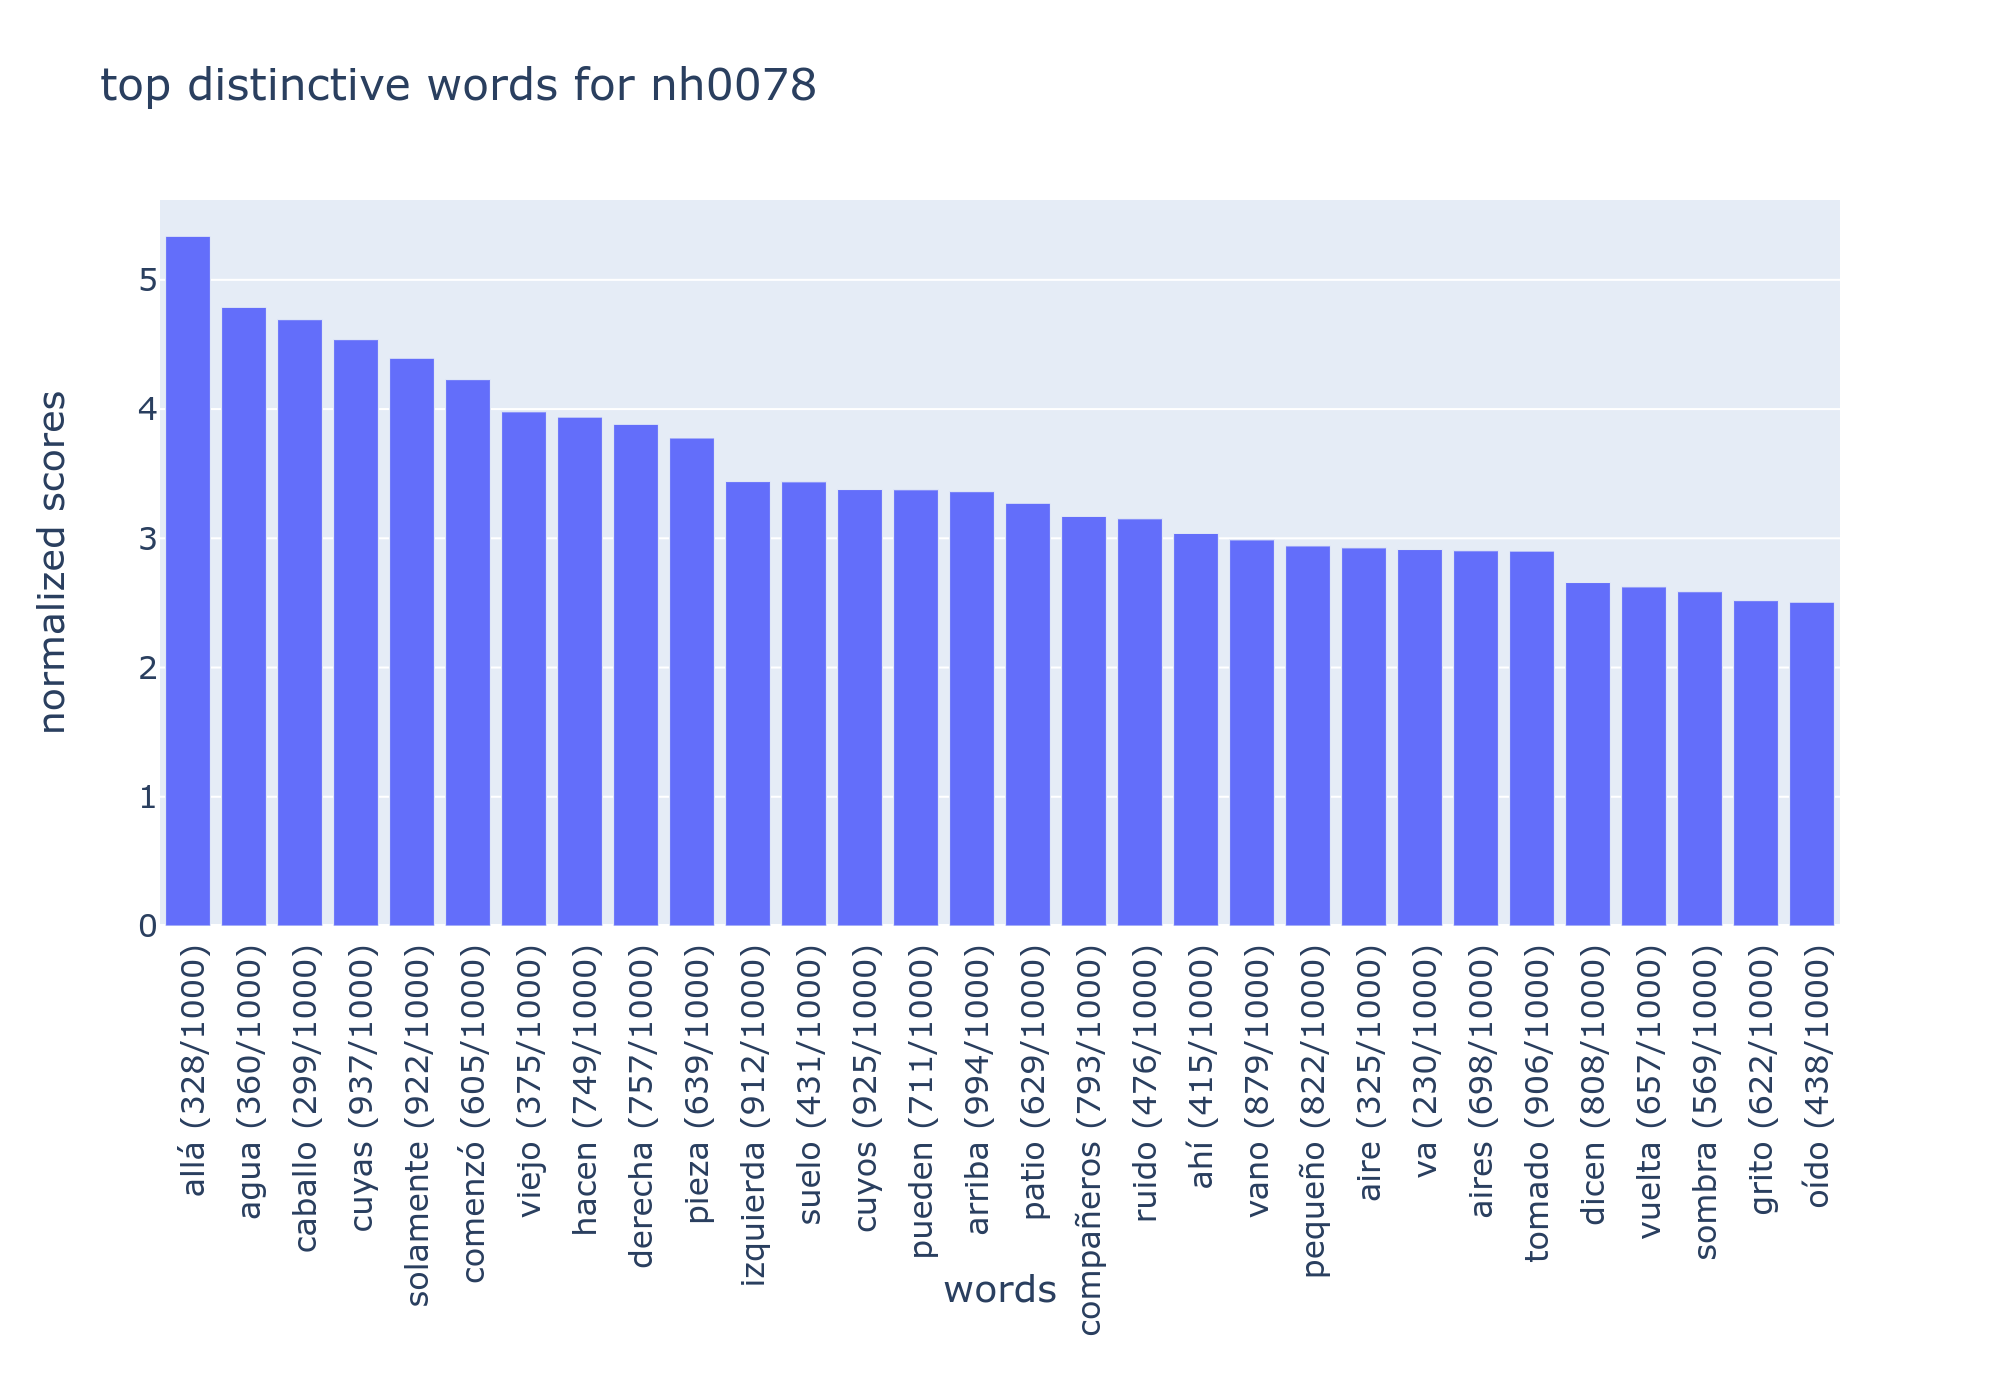 top distinctive words for nh0078
normalized scores
5
4
3
2
1
0
allá (328/1000)
agua (360/1000)
caballo (299/1000)
cuyas (937/1000)
solamente (922/1000)
comenzó (605/1000)
viejo (375/1000)
hacen (749/1000)
derecha (757/1000)
pieza (639/1000)
izquierda (912/1000)
suelo (431/1000)
cuyos (925/1000)
pueden (711/1000)
arriba (994/1000)
patio (629/1000)
compañeros (793/1000)
ruido (476/1000)
ahí (415/1000)
vano (879/1000)
pequeño (822/1000)
aire (325/1000)
va (230/1000)
aires (698/1000)
tomado (906/1000)
dicen (808/1000)
vuelta (657/1000)
sombra (569/1000)
grito (622/1000)
oído (438/1000)
words